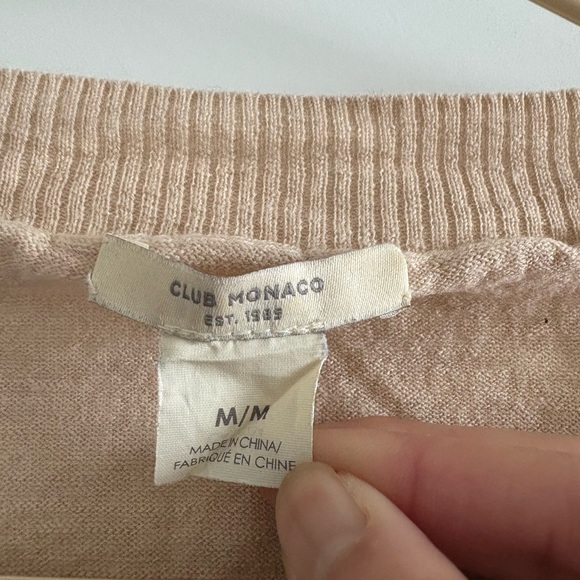 CLUB MONACO
EST. 1985
M/M
MADE IN CHINA/
FABRIQUÉ EN CHINE